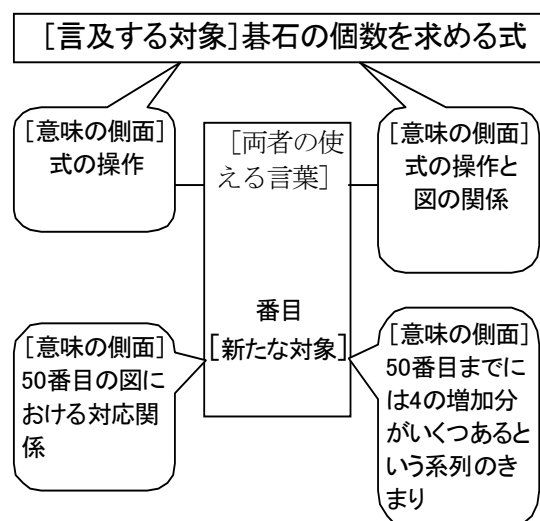 [言及する対象]碁石の個数を求める式
[意味の側面]
式の操作
[両者の使
える言葉]
[意味の側面]
式の操作と
図の関係
番目
[新たな対象]
[意味の側面]
50番目の図に
おける対応関
係
[意味の側面]
50番目までに
は4の増加分
がいくつあると
いう系列のき
まり